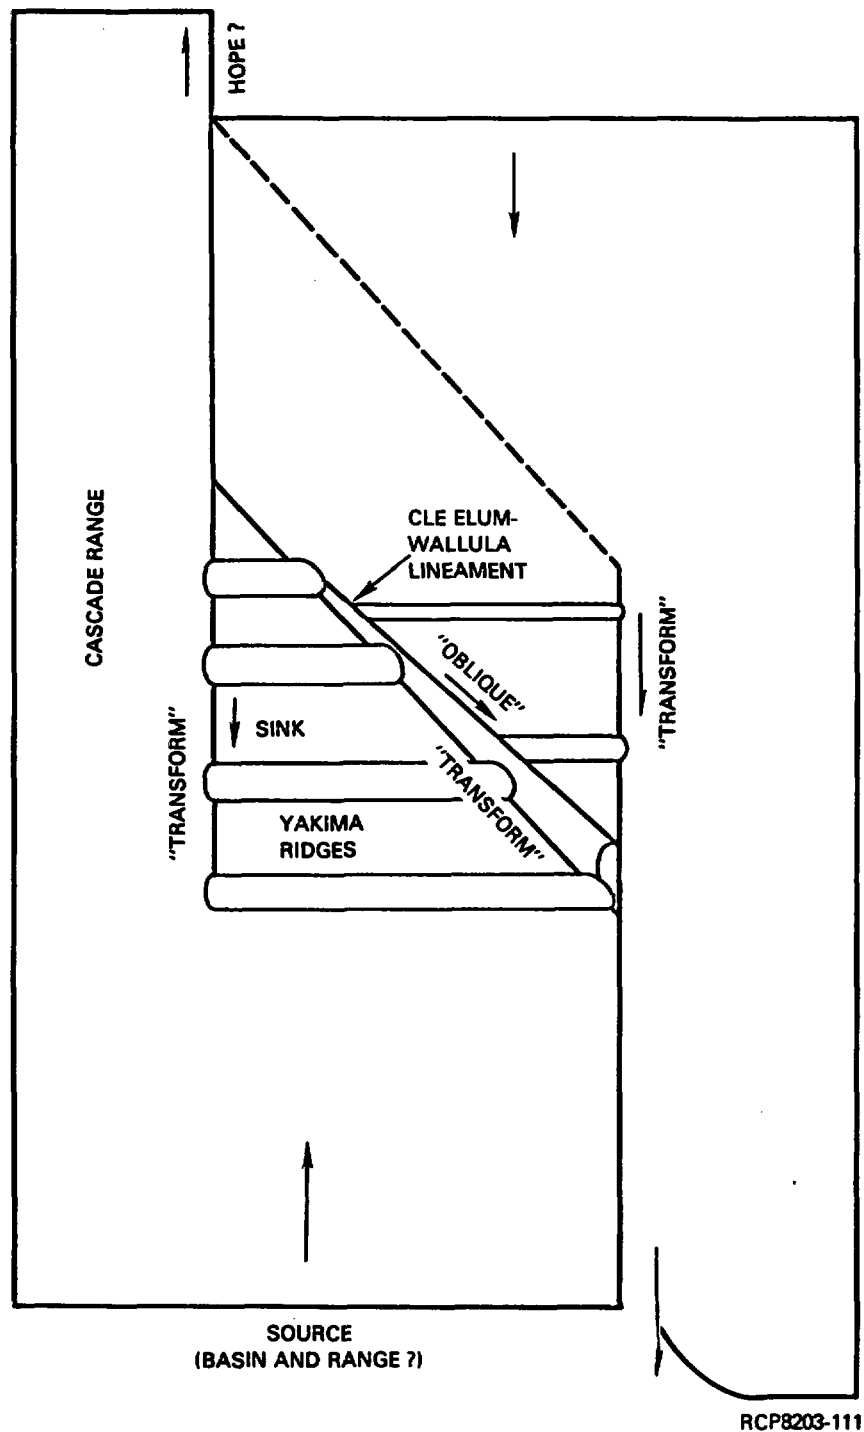 HOPE ?
CASCADE RANGE
CLE ELUM-
WALLULA
LINEAMENT
"OBLIQUE"
"TRANSFORM"
"TRANSFORM"
SINK
"TRANSFORM"
YAKIMA
RIDGES
SOURCE
(BASIN AND RANGE ?)
RCP8203-111